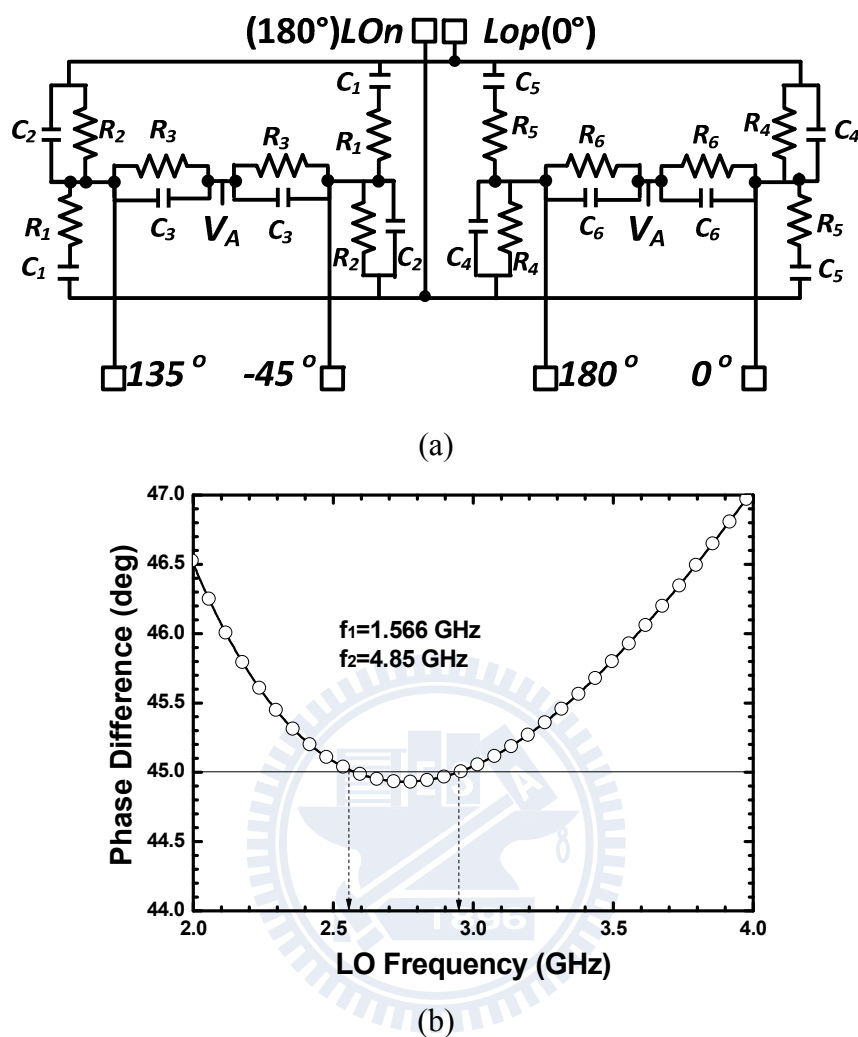 (180°)LOn Lop(0°)
C1 C5
C2 R2 R3 R3 R1 R5 R6 R6 R4 C4
R1 C3 VA C3 R2 C2 C4 R4 C6 VA C6 R5
C1 C5
135° -45° 180° 0°
(a)
47.0
46.5
46.0
45.5
45.0
44.5
44.0
Phase Difference (deg)
f1=1.566 GHz
f2=4.85 GHz
ES
A
8
1896
2.0 2.5 3.0 3.5 4.0
LO Frequency (GHz)
(b)